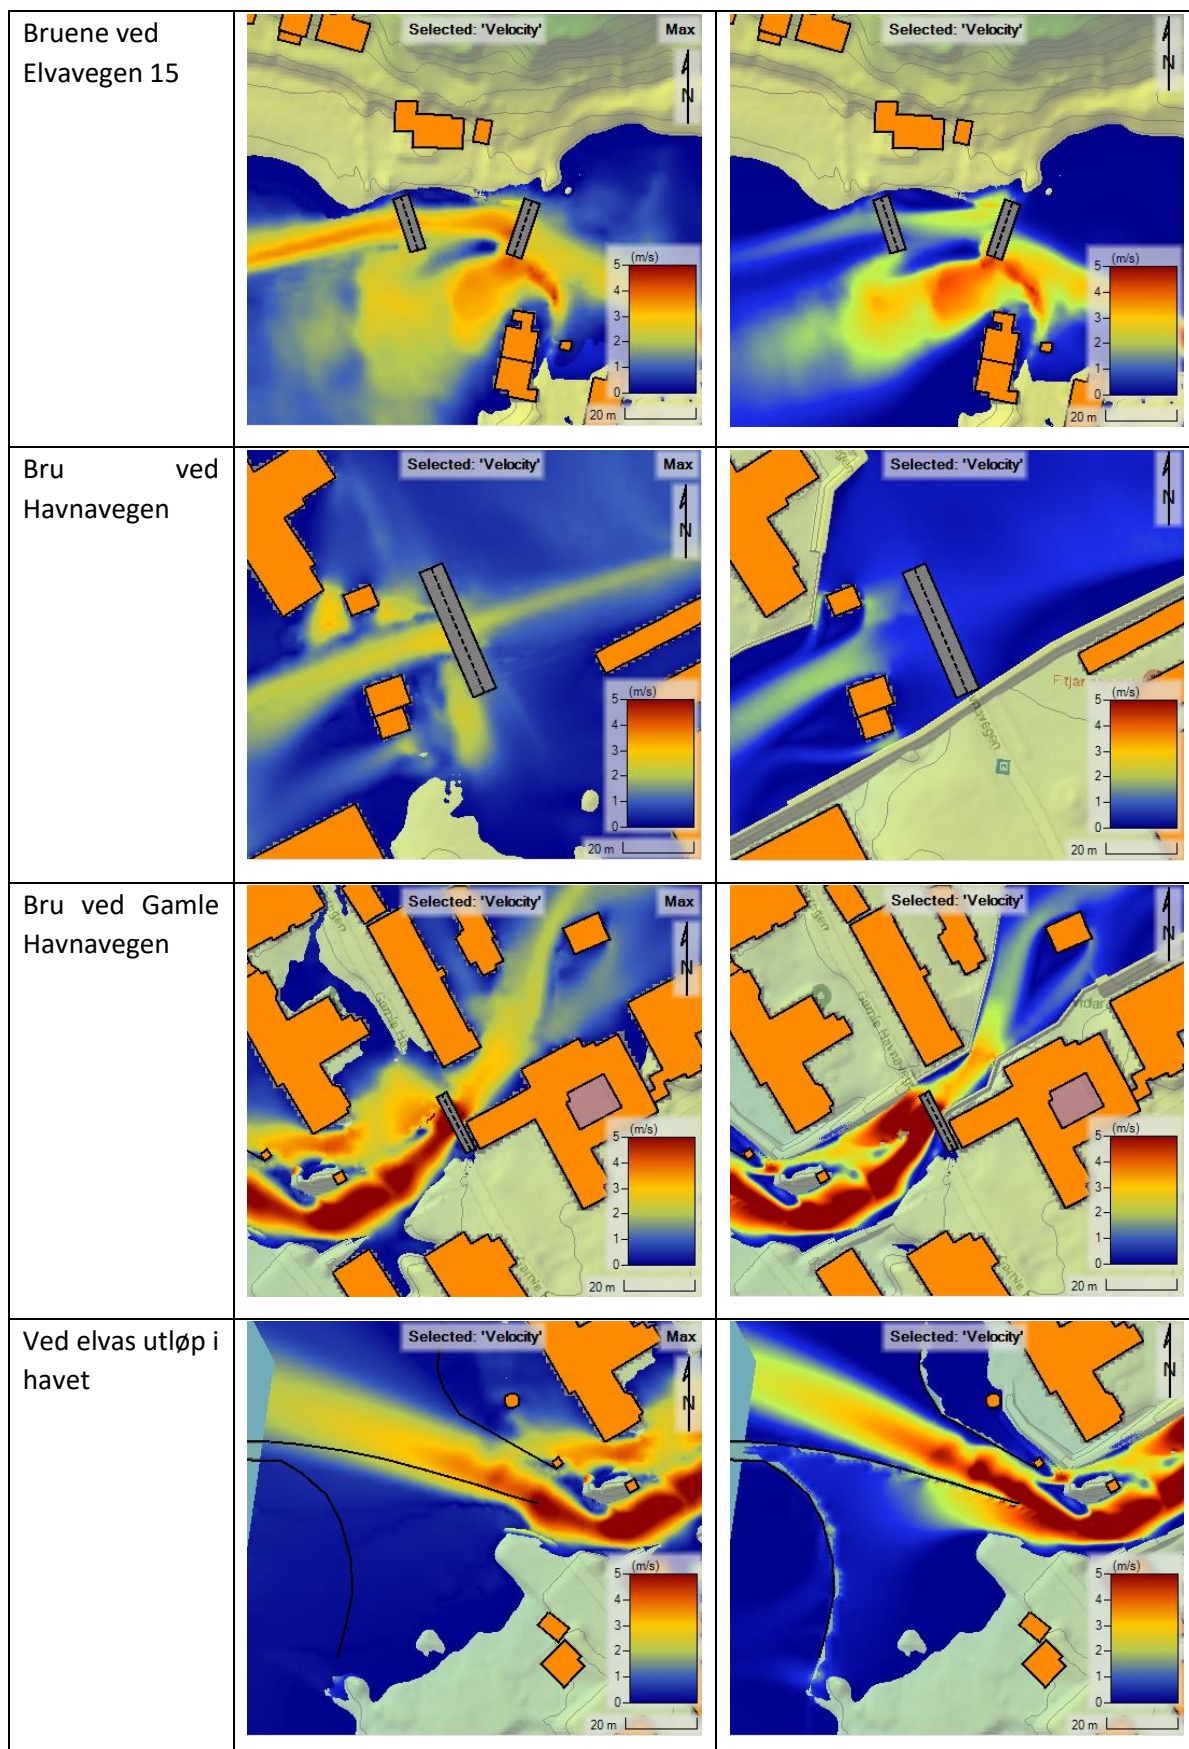 Bruene ved
Elvavegen 15
Selected: 'Velocity'
Max
N
(m/s)
5
4
3
2
1
0
20 m
Selected: 'Velocity'
N
(m/s)
5
4
3
2
1
0
20 m
Bru ved
Havnavegen
Selected: 'Velocity'
Max
N
(m/s)
5
4
3
2
1
0
20 m
Selected: 'Velocity'
N
(m/s)
5
4
3
2
1
0
20 m
Bru ved Gamle
Havnavegen
Selected: 'Velocity'
Max
N
(m/s)
5
4
3
2
1
0
20 m
Selected: 'Velocity'
N
Gamle Havnavegen
(m/s)
5
4
3
2
1
0
20 m
Ved elvas utløp i
havet
Selected: 'Velocity'
Max
N
(m/s)
5
4
3
2
1
0
20 m
Selected: 'Velocity'
N
(m/s)
5
4
3
2
1
0
20 m